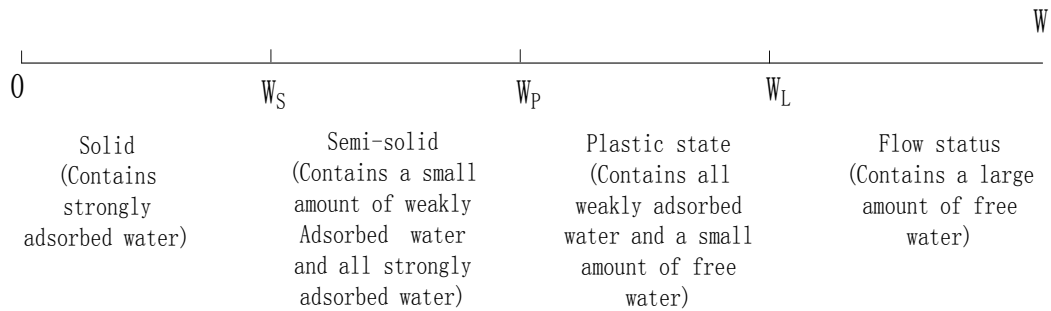 W
0
W_S
W_P
W_L
Solid
(Contains
strongly
adsorbed water)
Semi-solid
(Contains a small
amount of weakly
Adsorbed water
and all strongly
adsorbed water)
Plastic state
(Contains all
weakly adsorbed
water and a small
amount of free
water)
Flow status
(Contains a large
amount of free
water)